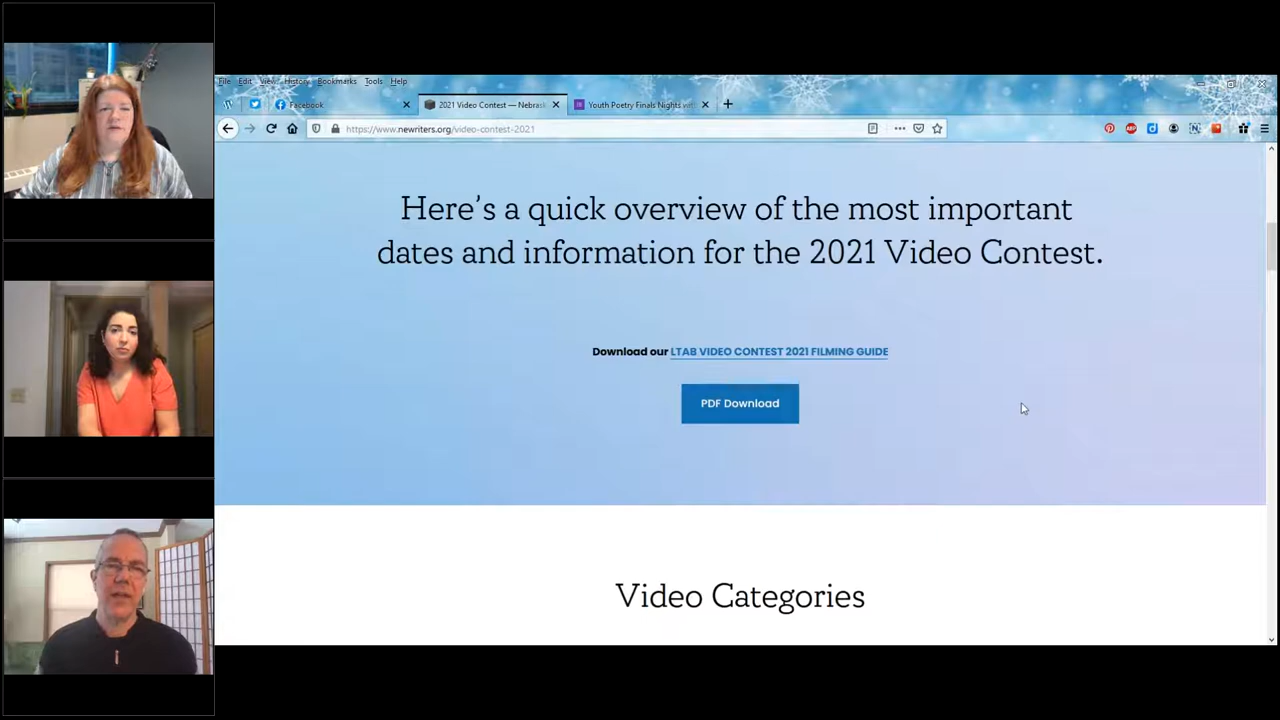 File Edit View History Bookmarks Tools Help
Facebook
2021 Video Contest — Nebrask
Youth Poetry Finals Nights wit
https://www.newriters.org/video-contest-2021
Here's a quick overview of the most important
dates and information for the 2021 Video Contest.
Download our LTAB VIDEO CONTEST 2021 FILMING GUIDE
PDF Download
Video Categories